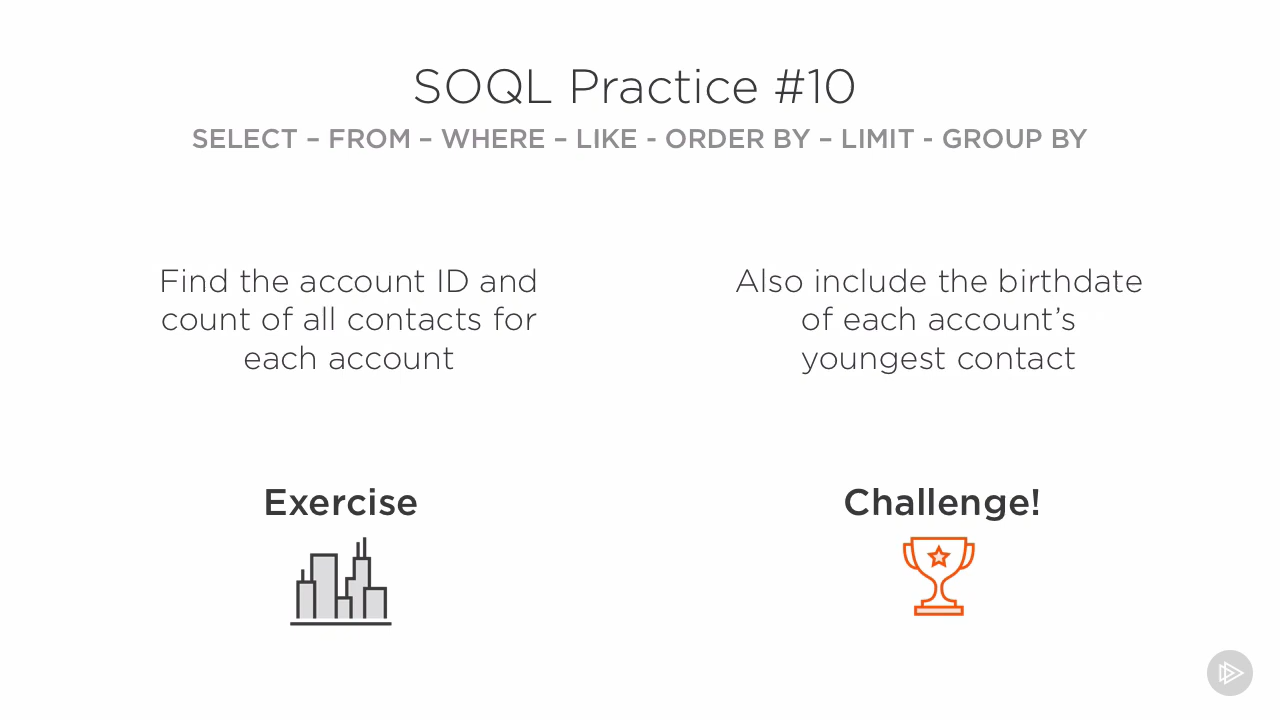 SOQL Practice #10
SELECT – FROM – WHERE – LIKE - ORDER BY – LIMIT - GROUP BY
Find the account ID and
count of all contacts for
each account
Exercise
Also include the birthdate
of each account’s
youngest contact
Challenge!